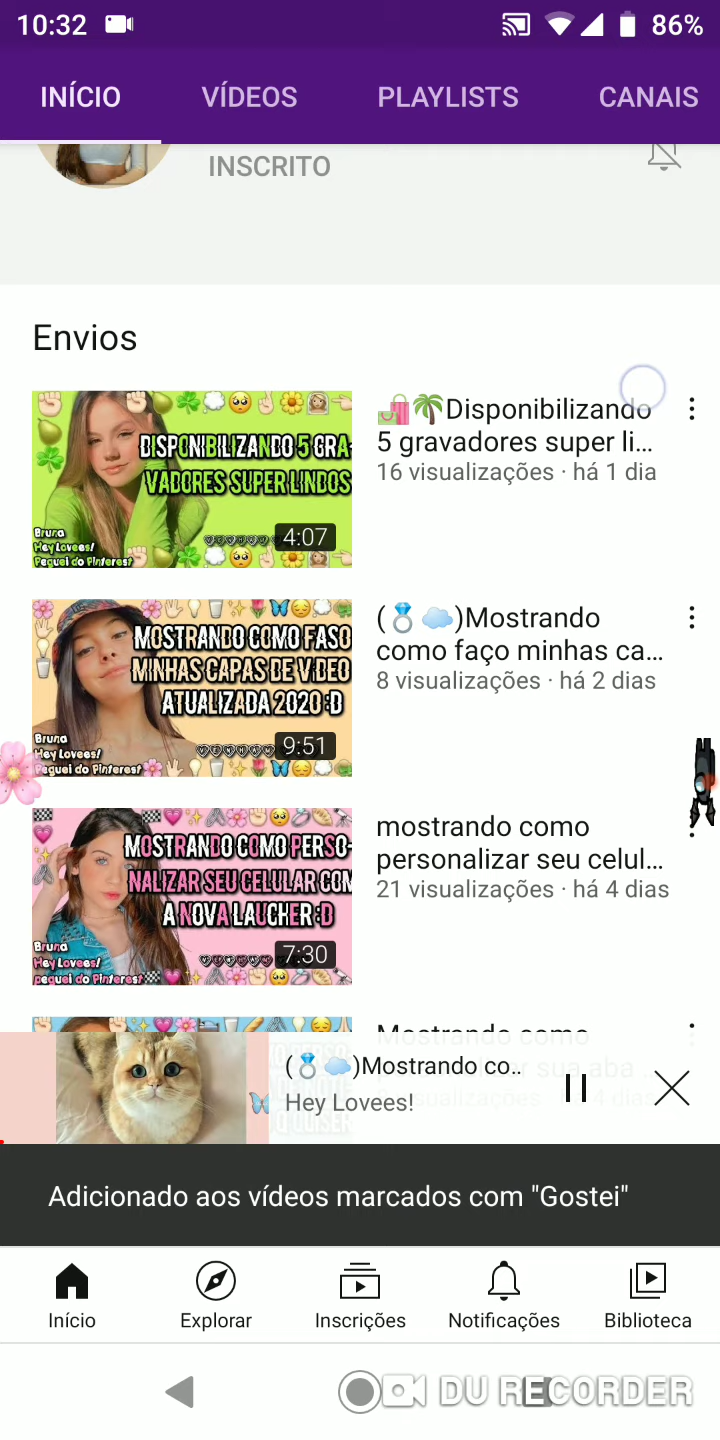 10:32
86%
INÍCIO VÍDEOS PLAYLISTS CANAIS
INSCRITO
Envios
DISPONIBILIZANDO 5 GRA-
VADORES SUPER LINDOS
Bruna
Hey Lovees!
Peguei do Pinterest
4:07
Disponibilizando
5 gravadores super li...
16 visualizações · há 1 dia
MOSTRANDO COMO FASO
MINHAS CAPAS DE VIDEO
ATUALIZADA 2020 :D
Bruna
Hey Lovees!
Peguei do Pinterest
9:51
(💍☁️)Mostrando
como faço minhas ca...
8 visualizações · há 2 dias
MOSTRANDO COMO PERSO-
NALIZAR SEU CELULAR COM
A NOVA LAUCHER :D
Bruna
Hey Lovees!
peguei do Pinterest
7:30
mostrando como
personalizar seu celul...
21 visualizações · há 4 dias
Mostrando como
(💍☁️)Mostrando co..
Hey Lovees!
Adicionado aos vídeos marcados com "Gostei"
Início Explorar Inscrições Notificações Biblioteca
DU RECORDER